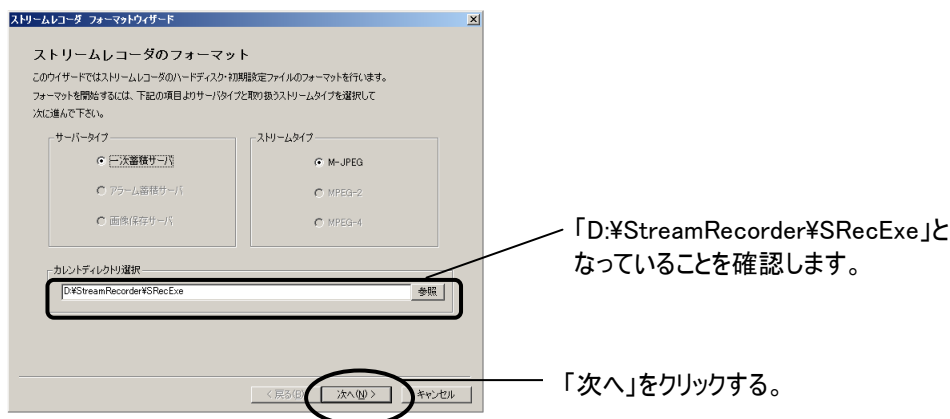 ストリームレコーダ フォーマットウィザード
ストリームレコーダのフォーマット
このウィザードではストリームレコーダのハードディスク・初期設定ファイルのフォーマットを行います。
フォーマットを開始するには、下記の項目よりサーバタイプと取り扱うストリームタイプを選択して
次に進んで下さい。
サーバータイプ
一次蓄積サーバ
アラーム蓄積サーバ
画像保存サーバ
ストリームタイプ
M-JPEG
MPEG-2
MPEG-4
「D:¥StreamRecorder¥SRecExe」と
なっていることを確認します。
カレントディレクトリ選択
D:¥StreamRecorder¥SRecExe
参照
< 戻る(B)
次へ(N) >
キャンセル
「次へ」をクリックする。